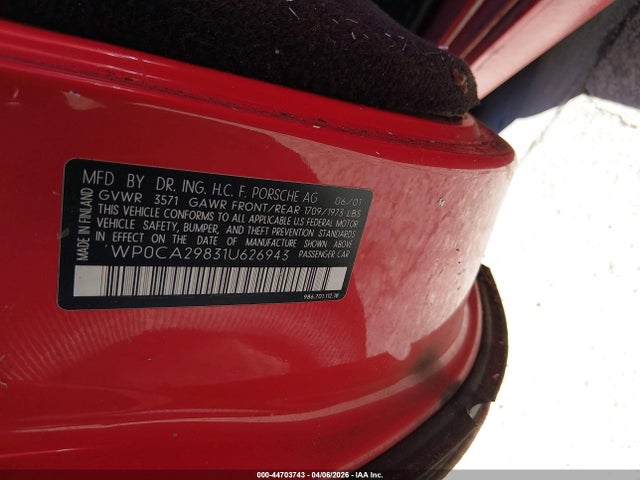 MFD BY DR. ING. H.C. F. PORSCHE AG 06/01
GVWR 3571 GAWR FRONT/REAR 1709/1973 LBS
THIS VEHICLE CONFORMS TO ALL APPLICABLE U.S FEDERAL MOTOR
VEHICLE SAFETY, BUMPER, AND THEFT PREVENTION STANDARDS
IN EFFECT ON THE DATE OF MANUFACTURE SHOWN ABOVE
*WP0CA29831U626943 PASSENGER CAR
986.701.112.18
MADE IN FINLAND
000-44703743 - 04/06/2026 - IAA Inc.